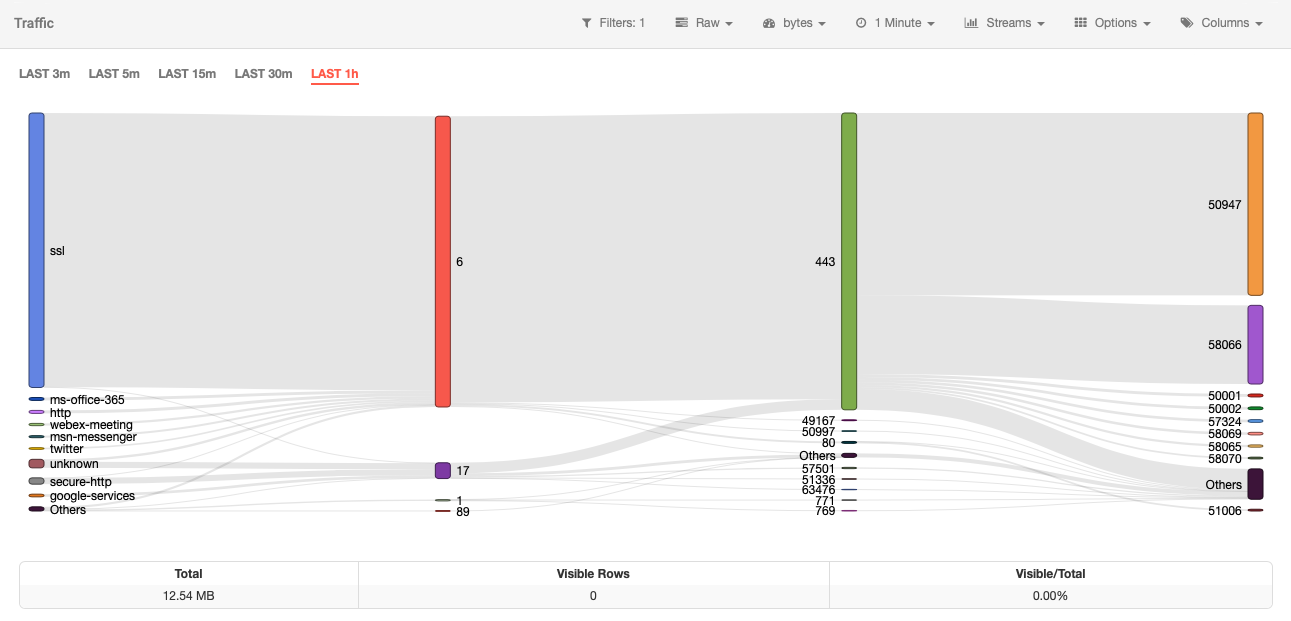 Traffic
Filters: 1
Raw
bytes
1 Minute
Streams
Options
Columns
LAST 3m
LAST 5m
LAST 15m
LAST 30m
LAST 1h
ssl
ms-office-365
http
webex-meeting
msn-messenger
twitter
unknown
secure-http
google-services
Others
6
17
1
89
443
49167
50997
80
Others
57501
51336
63476
771
769
50947
58066
50001
50002
57324
58069
58065
58070
Others
51006
Total
Visible Rows
Visible/Total
12.54 MB
0
0.00%